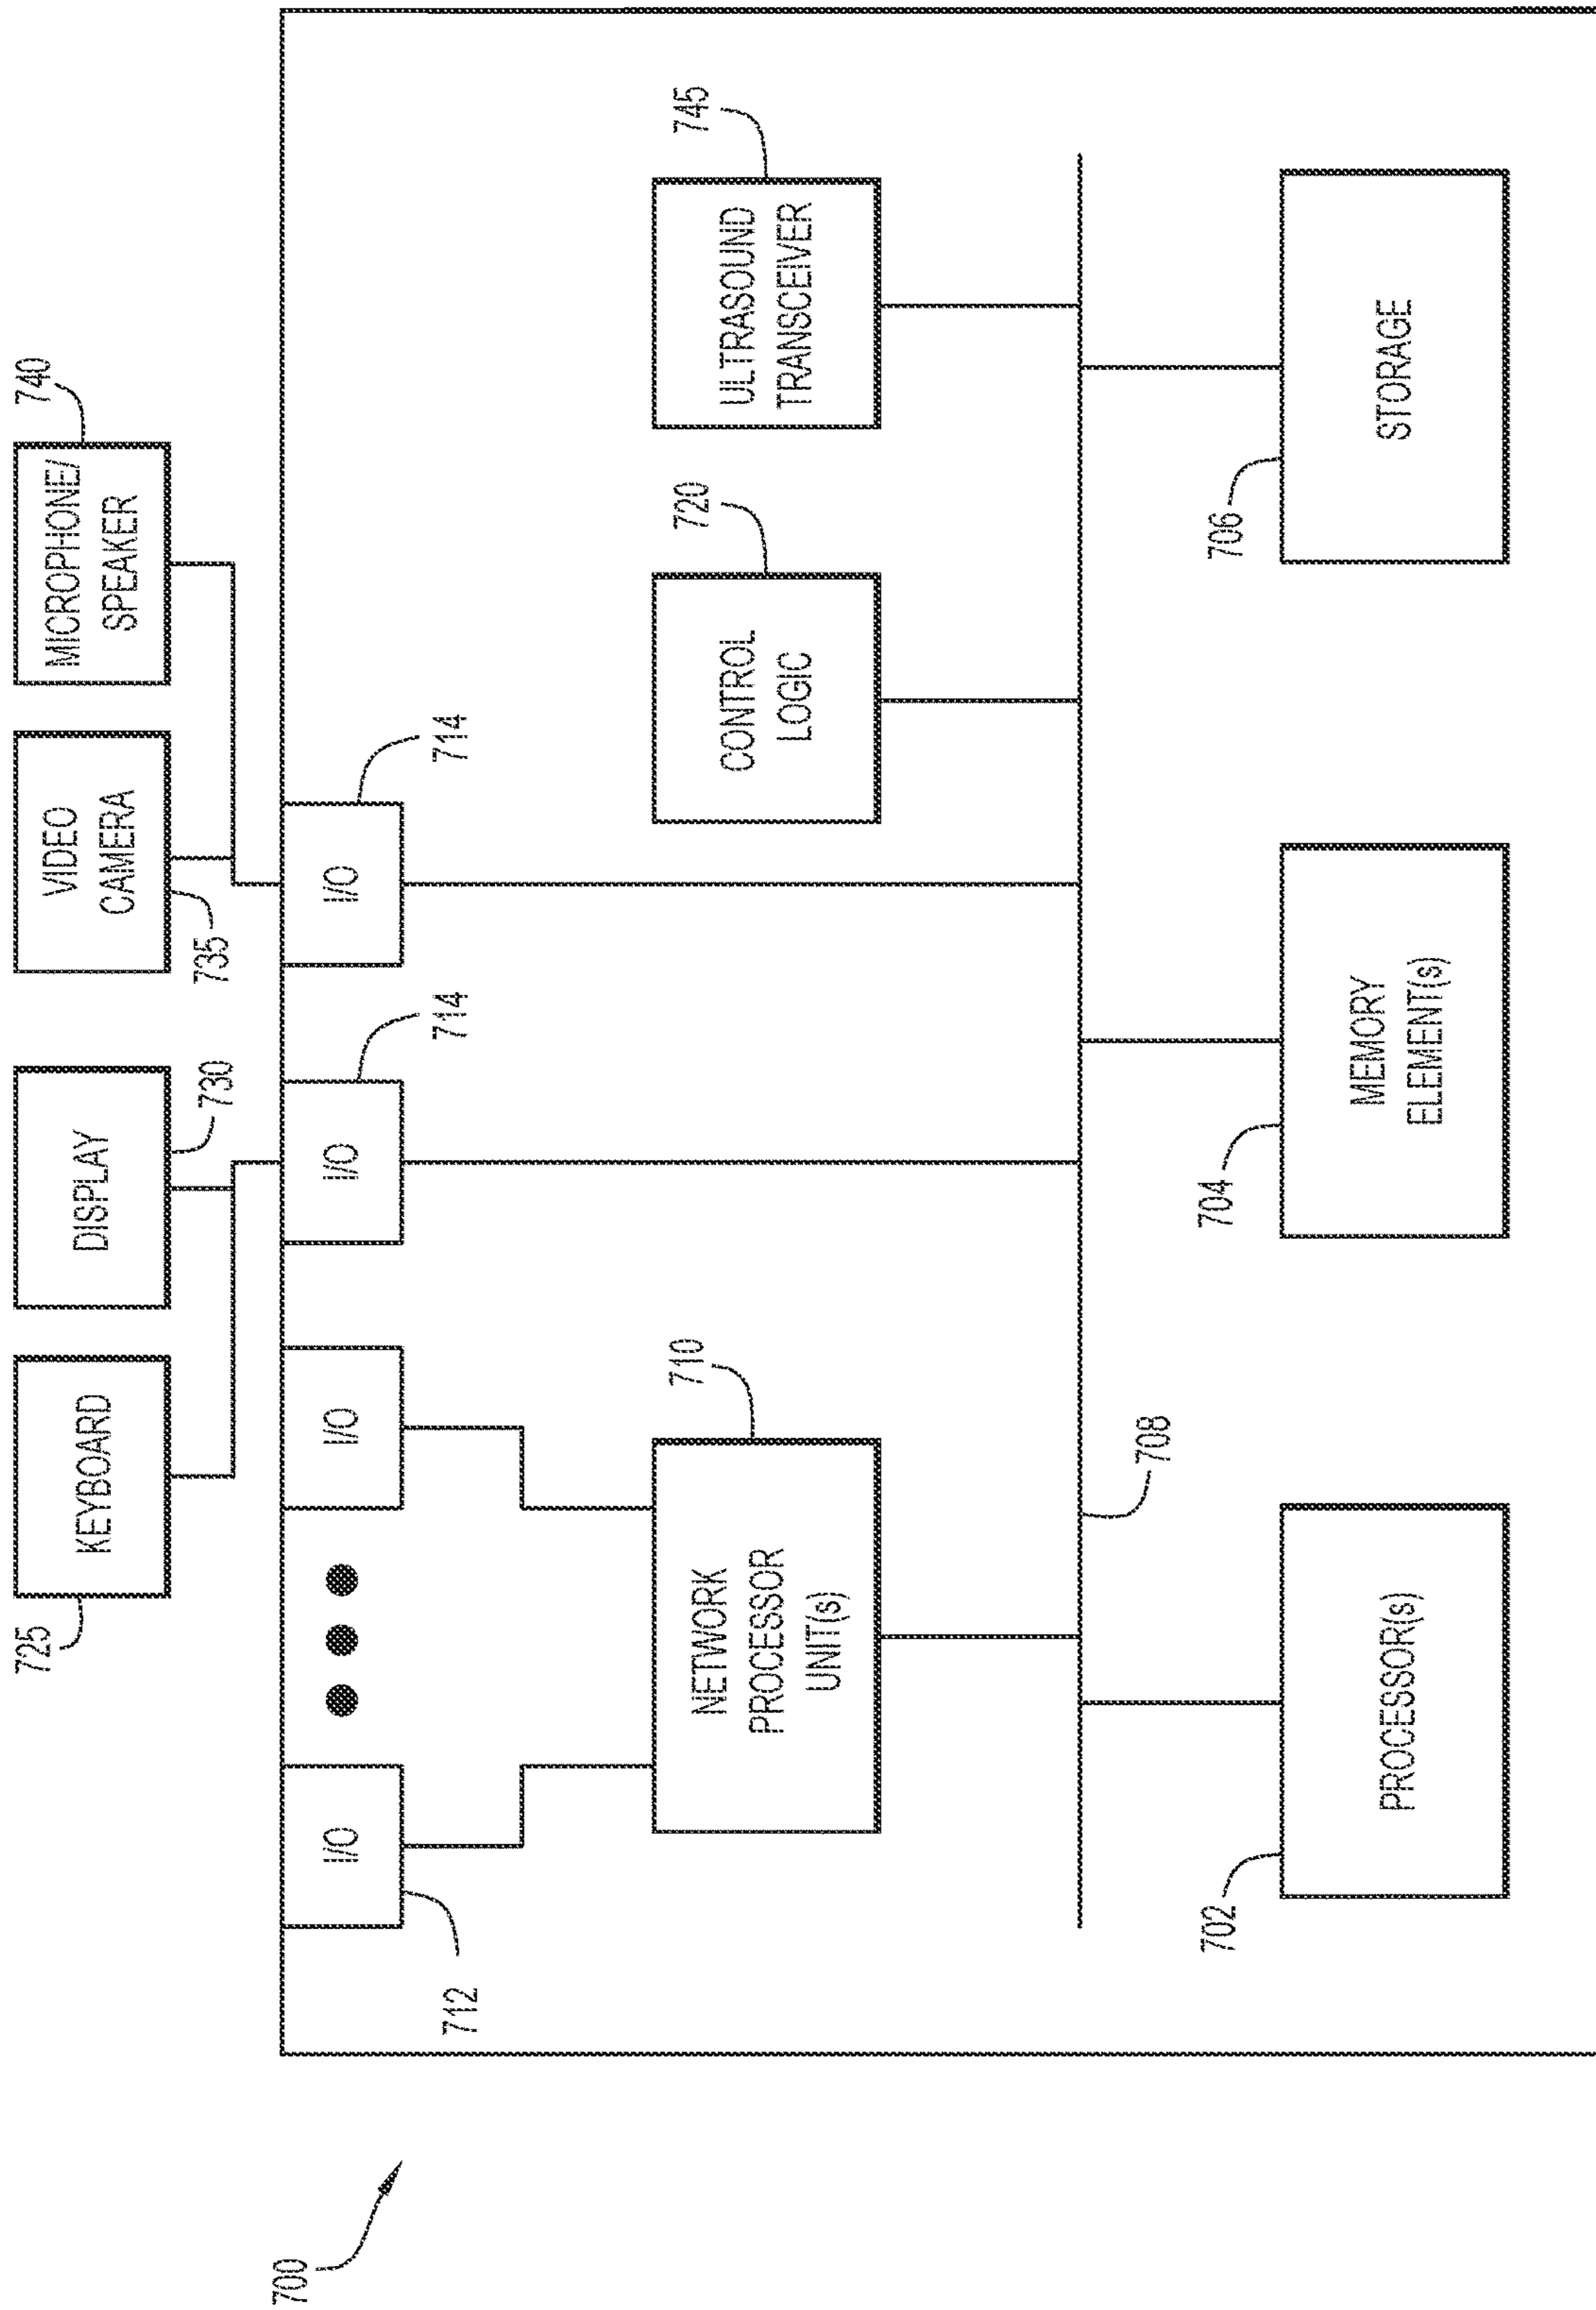 700
725
KEYBOARD
DISPLAY
730
VIDEO
CAMERA
735
MICROPHONE/
SPEAKER
740
I/O
712
I/O
I/O
714
I/O
714
NETWORK
PROCESSOR
UNIT(s)
710
CONTROL
LOGIC
720
ULTRASOUND
TRANSCEIVER
745
708
702
PROCESSOR(s)
704
MEMORY
ELEMENT(s)
706
STORAGE